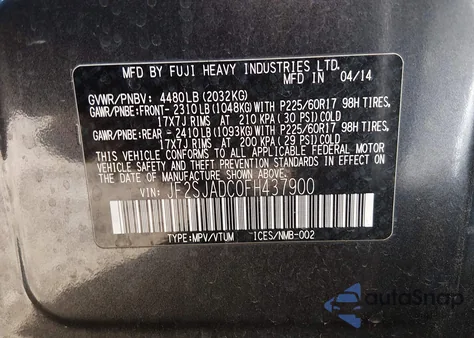 MFD. BY FUJI HEAVY INDUSTRIES LTD.
IN 04/14
GVWR/PNBV: 4480LB (2032KG)
GAWR/PNBE:FRONT- 2310LB(1048KG)WITH P225/60R17 98H TIRES,
17X7J RIMS AT 210 KPA (30 PSI)COLD
GAWR/PNBE:REAR - 2410LB(1093KG)WITH P225/60R17 98H TIRES,
17X7J RIMS AT 200 KPA (29 PSI)COLD
THIS VEHICLE CONFORMS TO ALL APPLICABLE FEDERAL MOTOR
VEHICLE SAFETY AND THEFT PREVENTION STANDARDS IN EFFECT ON
THE DATE OF MANUFACTURE SHOWN ABOVE.
VIN: JF2SJADC0FH437900
TYPE:MPV/VTUM ICES/NMB-002
autoSnap